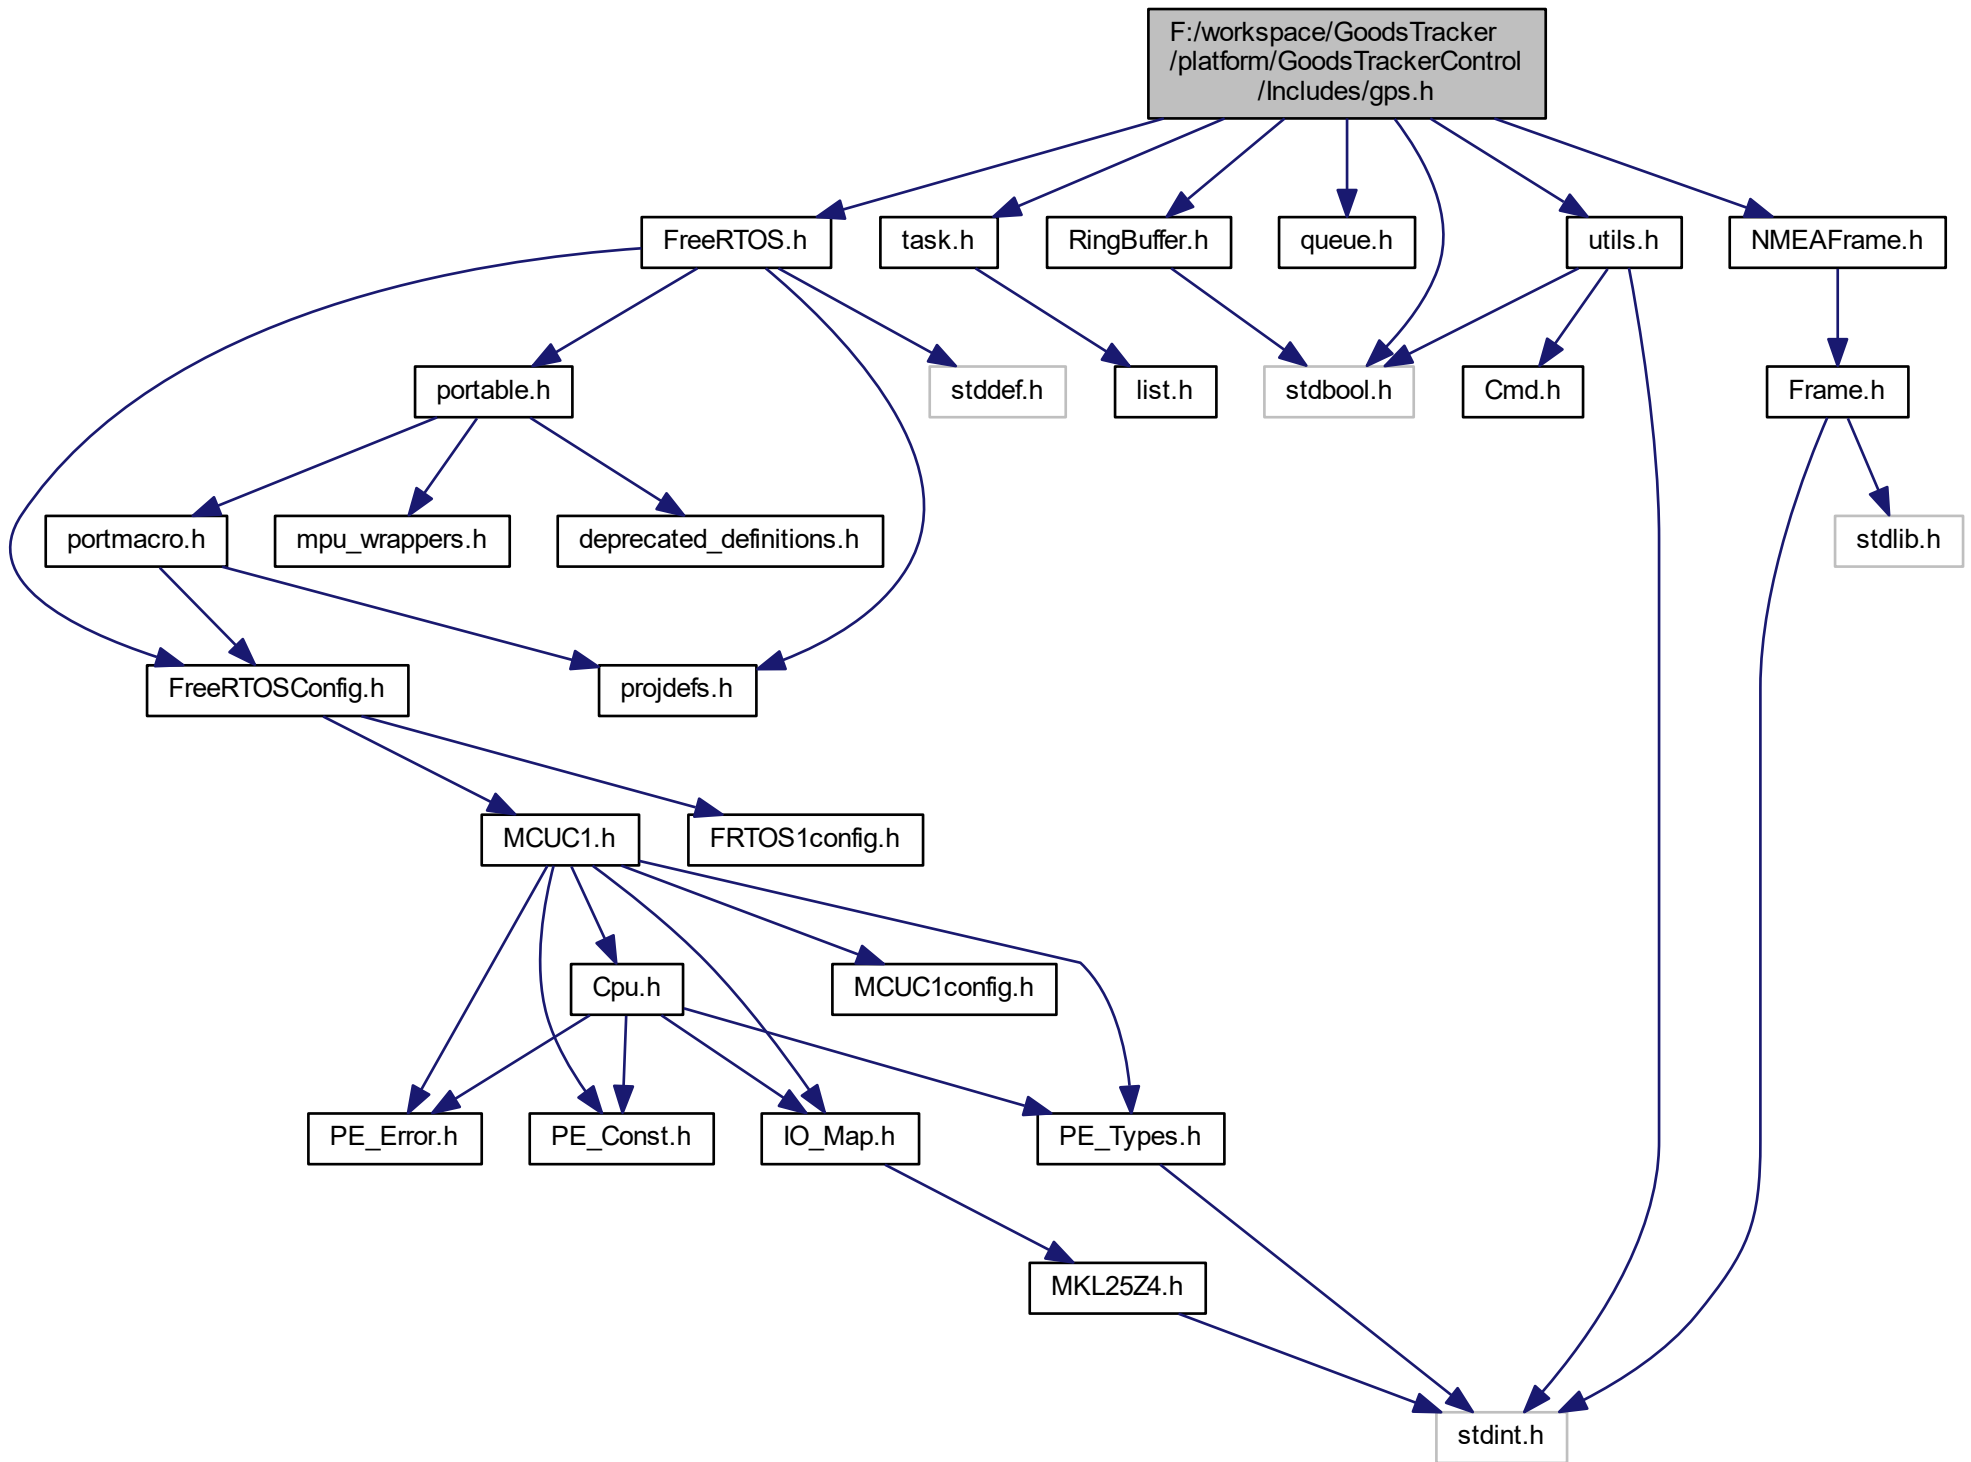 F:/workspace/GoodsTracker
/platform/GoodsTrackerControl
/Includes/gps.h
FreeRTOS.h
task.h
RingBuffer.h
queue.h
utils.h
NMEAFrame.h
portable.h
stddef.h
list.h
stdbool.h
Cmd.h
Frame.h
portmacro.h
mpu_wrappers.h
deprecated_definitions.h
stdlib.h
FreeRTOSConfig.h
projdefs.h
MCUC1.h
FRTOS1config.h
Cpu.h
MCUC1config.h
PE_Error.h
PE_Const.h
IO_Map.h
PE_Types.h
MKL25Z4.h
stdint.h